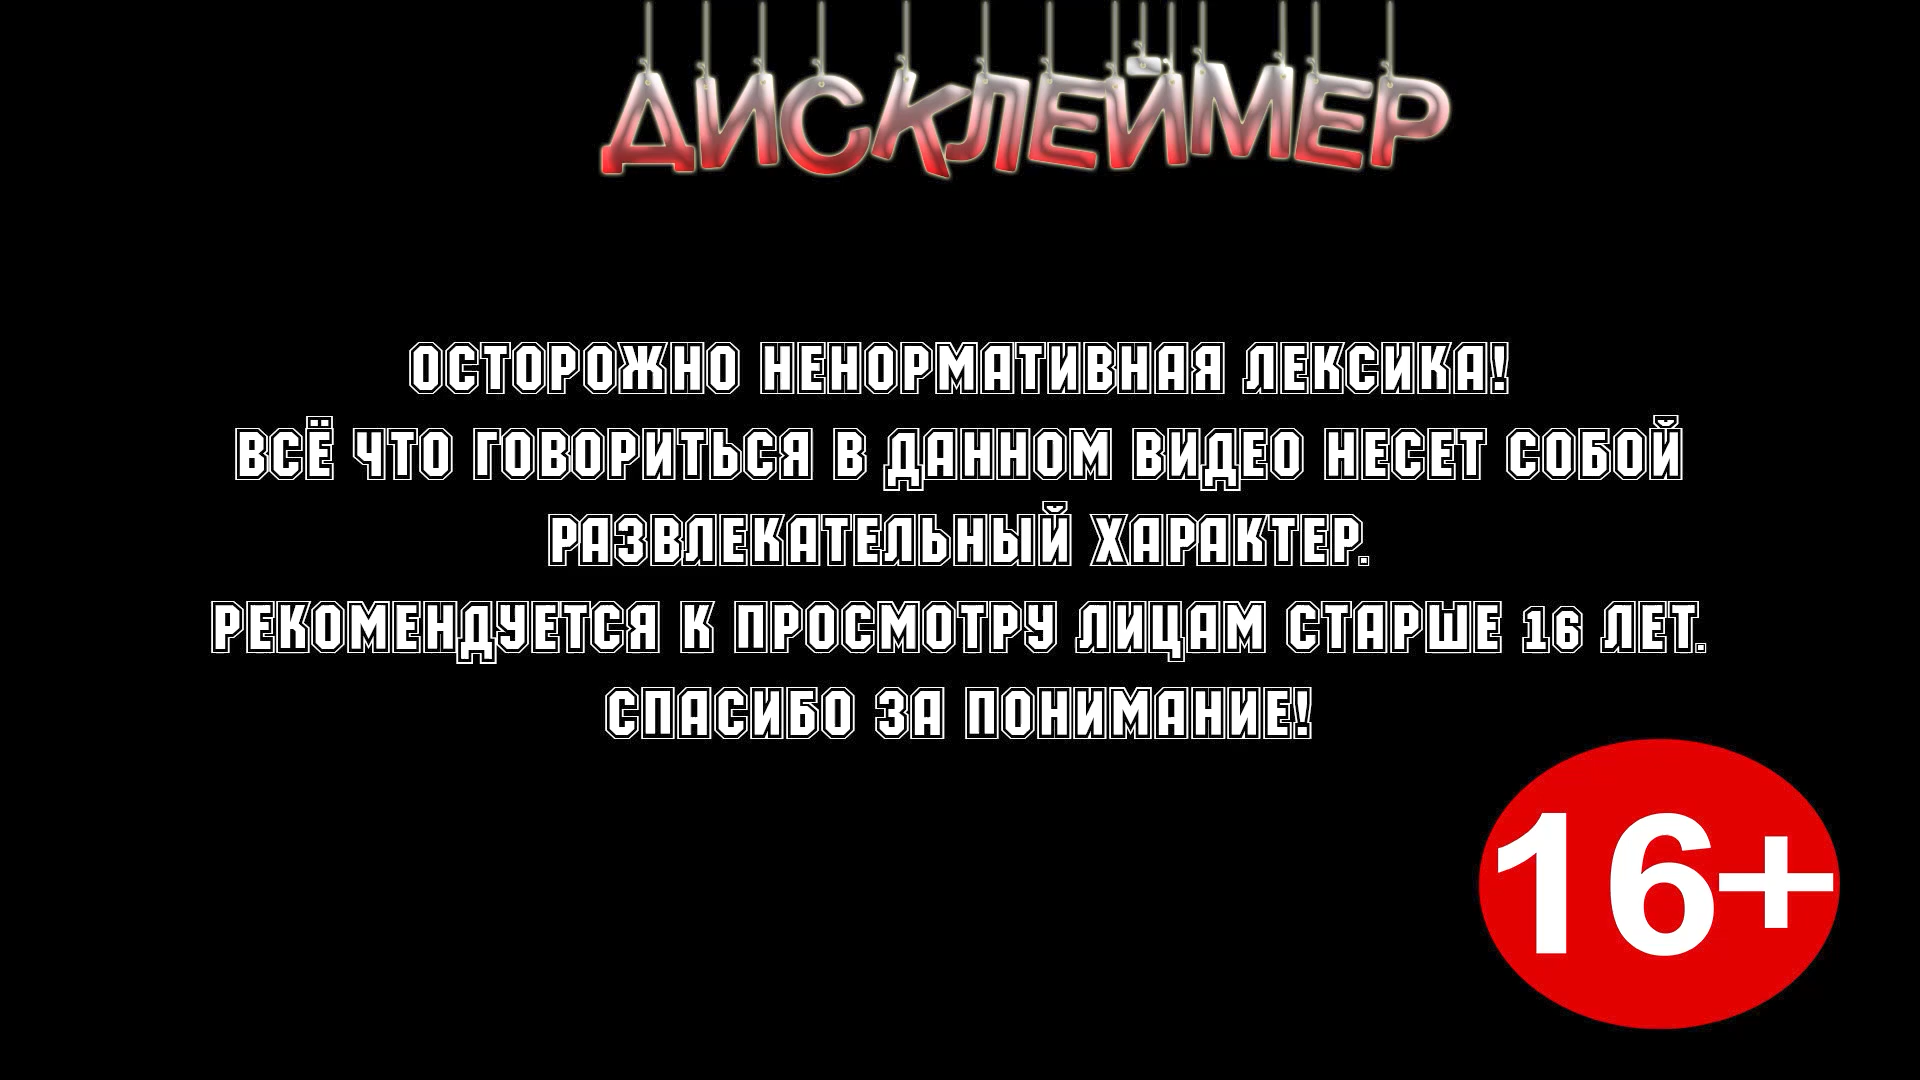 ДИСКЛЕЙМЕР
ОСТОРОЖНО НЕНОРМАТИВНАЯ ЛЕКСИКА!
ВСЁ ЧТО ГОВОРИТЬСЯ В ДАННОМ ВИДЕО НЕСЕТ СОБОЙ
РАЗВЛЕКАТЕЛЬНЫЙ ХАРАКТЕР.
РЕКОМЕНДУЕТСЯ К ПРОСМОТРУ ЛИЦАМ СТАРШЕ 16 ЛЕТ.
СПАСИБО ЗА ПОНИМАНИЕ!
16+